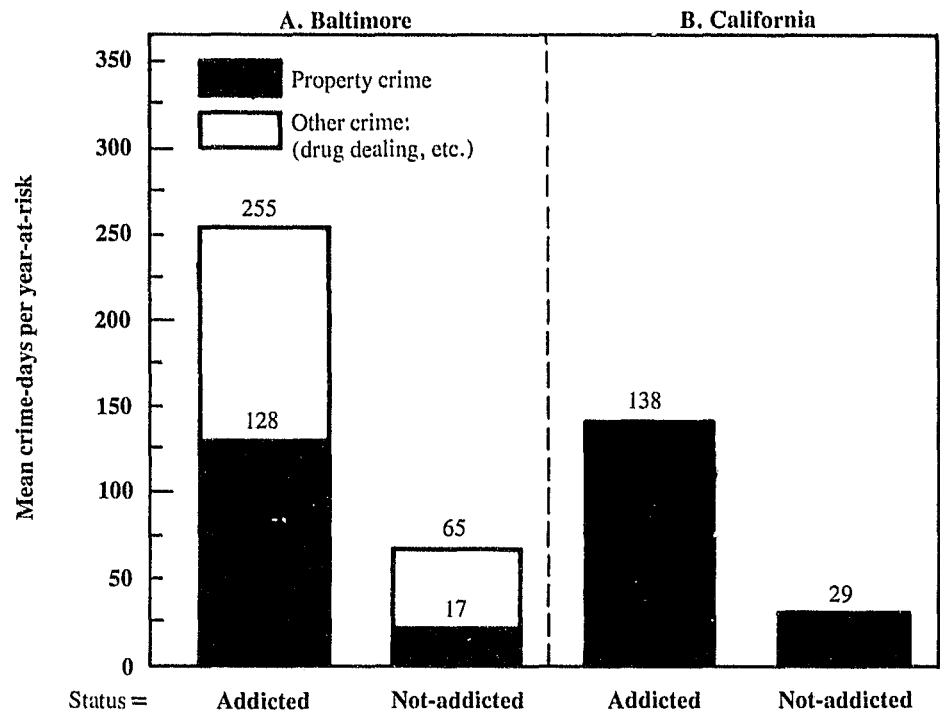 A. Baltimore
B. California
Mean crime-days per year-at-risk
350
300
250
200
150
100
50
0
Property crime
Other crime:
(drug dealing, etc.)
255
128
65
17
138
29
Status = Addicted Not-addicted Addicted Not-addicted